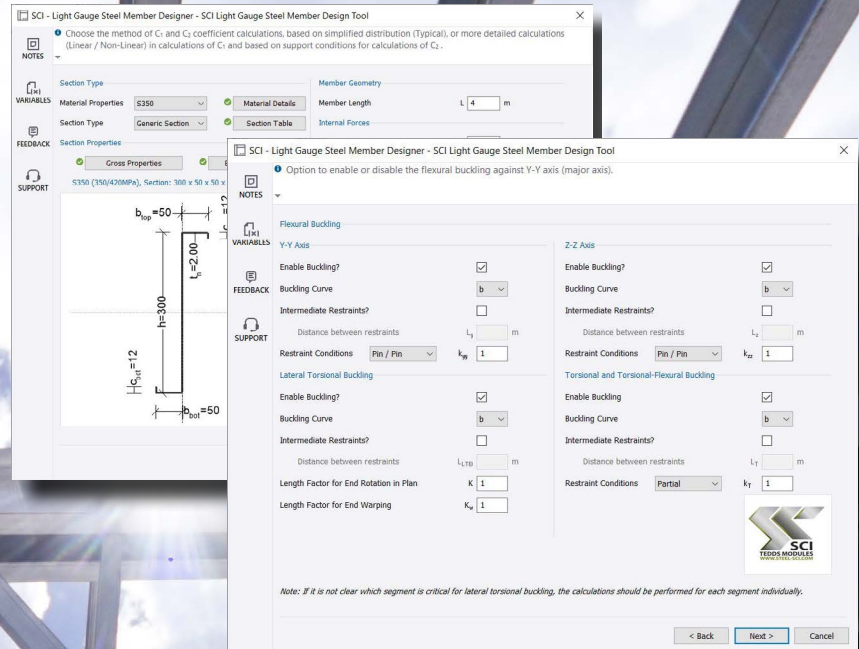 SCI - Light Gauge Steel Member Designer - SCI Light Gauge Steel Member Design Tool
Choose the method of C₁ and C₂ coefficient calculations, based on simplified distribution (Typical), or more detailed calculations
(Linear / Non-Linear) in calculations of C₁ and based on support conditions for calculations of C₂ .
NOTES
VARIABLES
FEEDBACK
SUPPORT
Section Type
Material Properties S350 Material Details
Section Type Generic Section Section Table
Section Properties
Gross Properties
S350 (350/420MPa), Section: 300 x 50 x 50 x
Member Geometry
Member Length L 4 m
Internal Forces
b top =50
t n =2.00
h=300
c bot =12
b bot =50
SCI - Light Gauge Steel Member Designer - SCI Light Gauge Steel Member Design Tool
Option to enable or disable the flexural buckling against Y-Y axis (major axis).
NOTES
VARIABLES
FEEDBACK
SUPPORT
Flexural Buckling
Y-Y Axis
Enable Buckling?
Buckling Curve b
Intermediate Restraints?
Distance between restraints L y m
Restraint Conditions Pin / Pin k yy 1
Z-Z Axis
Enable Buckling?
Buckling Curve b
Intermediate Restraints?
Distance between restraints L z m
Restraint Conditions Pin / Pin k zz 1
Lateral Torsional Buckling
Enable Buckling?
Buckling Curve b
Intermediate Restraints?
Distance between restraints L LTB m
Length Factor for End Rotation in Plan K 1
Length Factor for End Warping K w 1
Torsional and Torsional-Flexural Buckling
Enable Buckling
Buckling Curve b
Intermediate Restraints?
Distance between restraints L T m
Restraint Conditions Partial k T 1
SCI
TEDDS MODULES
WWW.STEEL-SCI.COM
Note: If it is not clear which segment is critical for lateral torsional buckling, the calculations should be performed for each segment individually.
< Back Next > Cancel